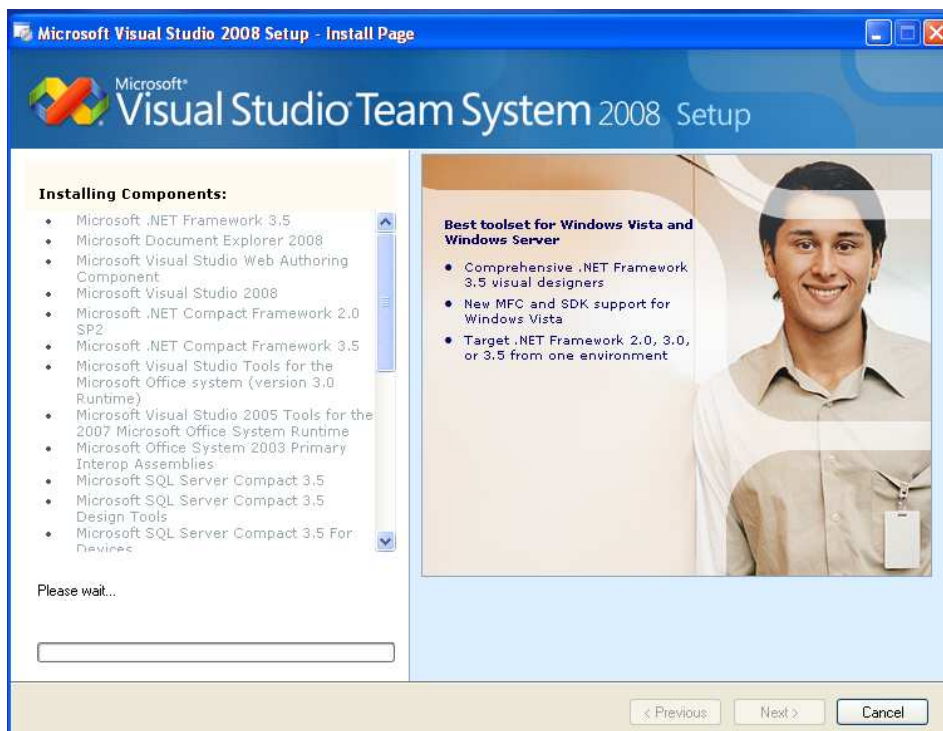 Microsoft Visual Studio 2008 Setup - Install Page
Microsoft®
Visual Studio Team System 2008 Setup
Installing Components:
• Microsoft .NET Framework 3.5
• Microsoft Document Explorer 2008
• Microsoft Visual Studio Web Authoring
Component
• Microsoft Visual Studio 2008
• Microsoft .NET Compact Framework 2.0
SP2
• Microsoft .NET Compact Framework 3.5
• Microsoft Visual Studio Tools for the
Microsoft Office system (version 3.0
Runtime)
• Microsoft Visual Studio 2005 Tools for the
2007 Microsoft Office System Runtime
• Microsoft Office System 2003 Primary
Interop Assemblies
• Microsoft SQL Server Compact 3.5
• Microsoft SQL Server Compact 3.5
Design Tools
• Microsoft SQL Server Compact 3.5 For
Devices
Please wait...
Best toolset for Windows Vista and
Windows Server
• Comprehensive .NET Framework
3.5 visual designers
• New MFC and SDK support for
Windows Vista
• Target .NET Framework 2.0, 3.0,
or 3.5 from one environment
< Previous
Next >
Cancel